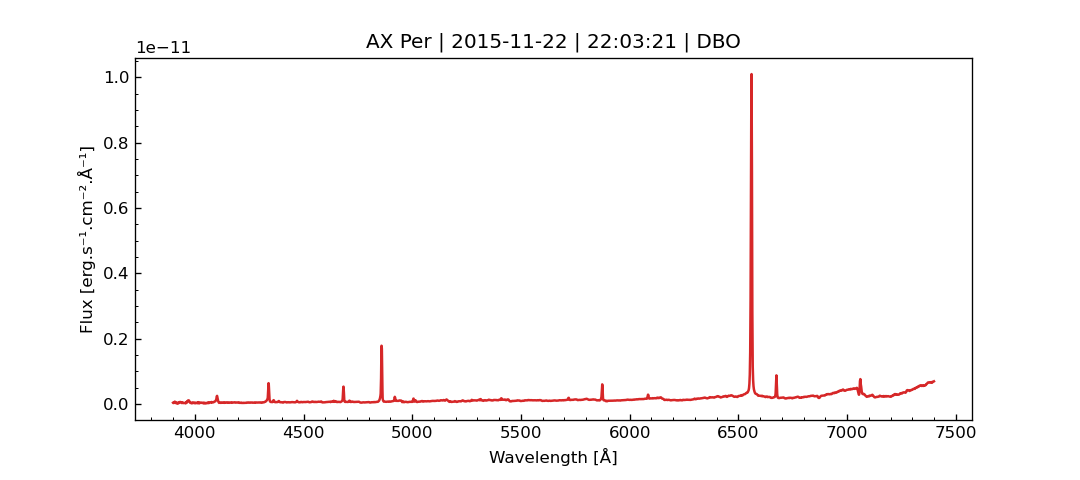 AX Per | 2015-11-22 | 22:03:21 | DBO
1e−11
1.0
0.8
0.6
0.4
0.2
0.0
Flux [erg.s⁻¹.cm⁻².Å⁻¹]
4000 4500 5000 5500 6000 6500 7000 7500
Wavelength [Å]